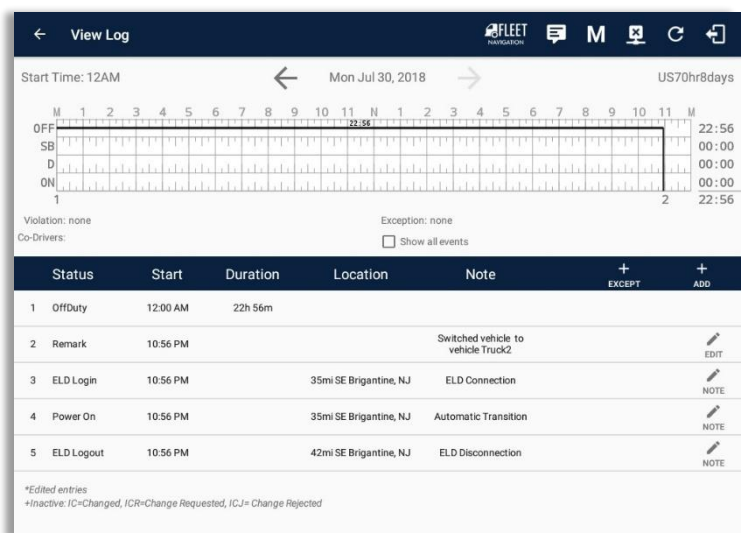 View Log
FLEET
NAVIGATION
M
Start Time: 12AM
Mon Jul 30, 2018
US70hr8days
M 1 2 3 4 5 6 7 8 9 10 11 N 1 2 3 4 5 6 7 8 9 10 11 M
OFF 22:56 22:56
SB 00:00
D 00:00
ON 00:00
1 2 22:56
Violation: none Exception: none
Co-Drivers: Show all events
Status Start Duration Location Note + EXCEPT + ADD
1 OffDuty 12:00 AM 22h 56m
2 Remark 10:56 PM Switched vehicle to
vehicle Truck2 EDIT
3 ELD Login 10:56 PM 35mi SE Brigantine, NJ ELD Connection NOTE
4 Power On 10:56 PM 35mi SE Brigantine, NJ Automatic Transition NOTE
5 ELD Logout 10:56 PM 42mi SE Brigantine, NJ ELD Disconnection NOTE
*Edited entries
+Inactive: IC=Changed, ICR=Change Requested, ICJ= Change Rejected